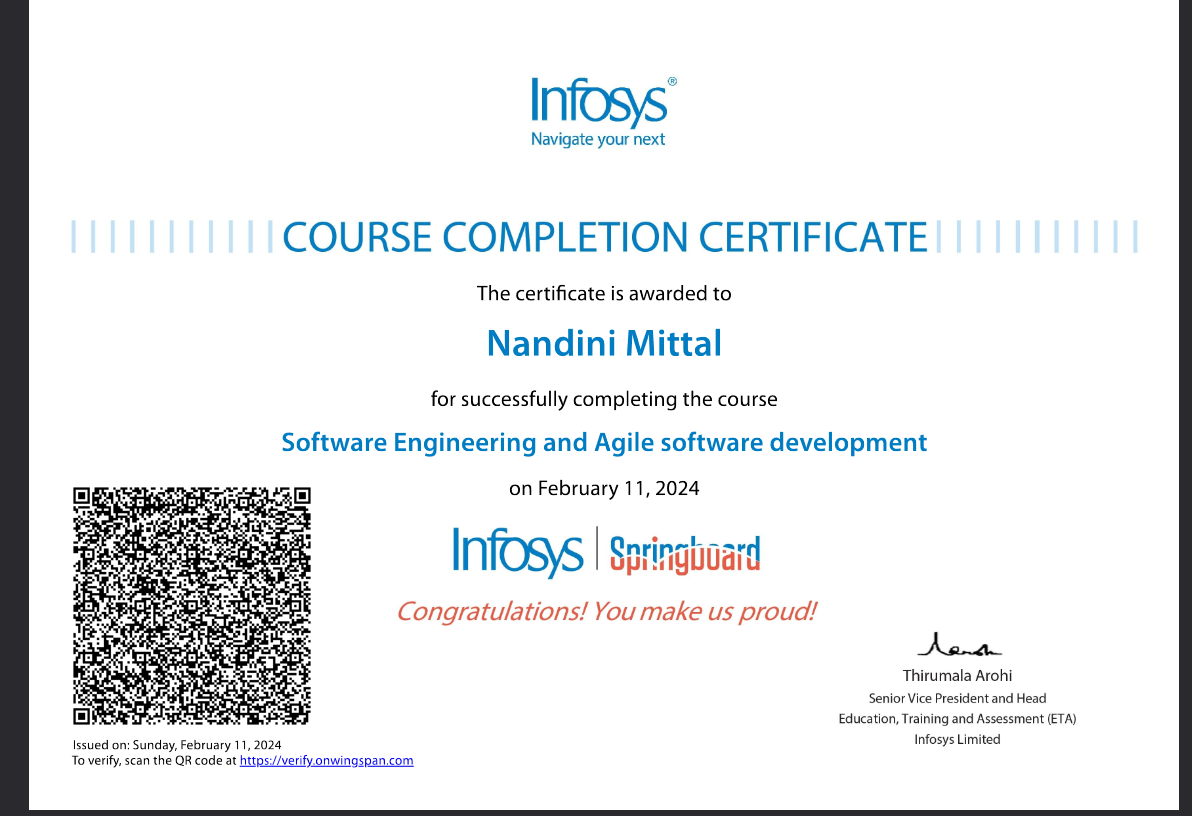 Infosys®
Navigate your next
COURSE COMPLETION CERTIFICATE
The certificate is awarded to
Nandini Mittal
for successfully completing the course
Software Engineering and Agile software development
on February 11, 2024
Infosys | Springboard
Congratulations! You make us proud!
Thirumala Arohi
Senior Vice President and Head
Education, Training and Assessment (ETA)
Infosys Limited
Issued on: Sunday, February 11, 2024
To verify, scan the QR code at https://verify.onwingspan.com